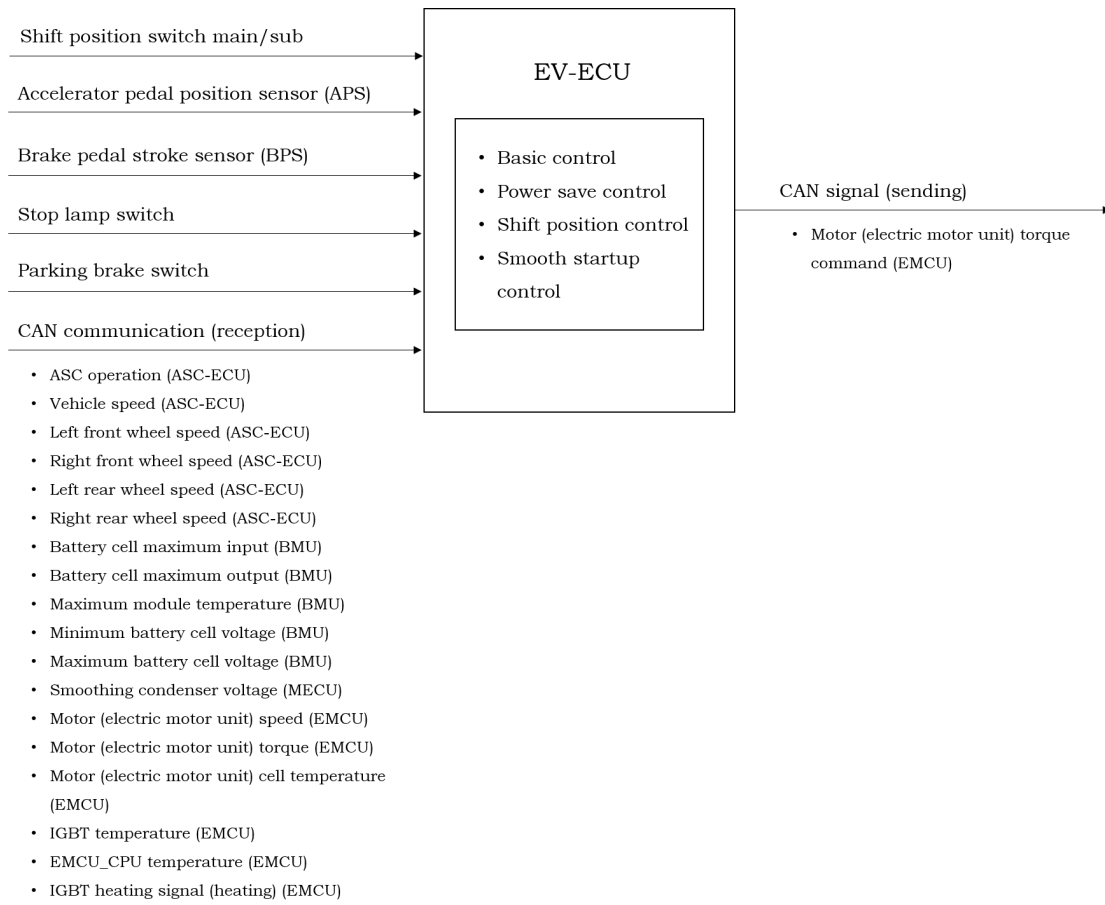 Shift position switch main/sub
Accelerator pedal position sensor (APS)
Brake pedal stroke sensor (BPS)
Stop lamp switch
Parking brake switch
CAN communication (reception)
• ASC operation (ASC-ECU)
• Vehicle speed (ASC-ECU)
• Left front wheel speed (ASC-ECU)
• Right front wheel speed (ASC-ECU)
• Left rear wheel speed (ASC-ECU)
• Right rear wheel speed (ASC-ECU)
• Battery cell maximum input (BMU)
• Battery cell maximum output (BMU)
• Maximum module temperature (BMU)
• Minimum battery cell voltage (BMU)
• Maximum battery cell voltage (BMU)
• Smoothing condenser voltage (MECU)
• Motor (electric motor unit) speed (EMCU)
• Motor (electric motor unit) torque (EMCU)
• Motor (electric motor unit) cell temperature
(EMCU)
• IGBT temperature (EMCU)
• EMCU_CPU temperature (EMCU)
• IGBT heating signal (heating) (EMCU)
EV-ECU
• Basic control
• Power save control
• Shift position control
• Smooth startup
control
CAN signal (sending)
• Motor (electric motor unit) torque
command (EMCU)